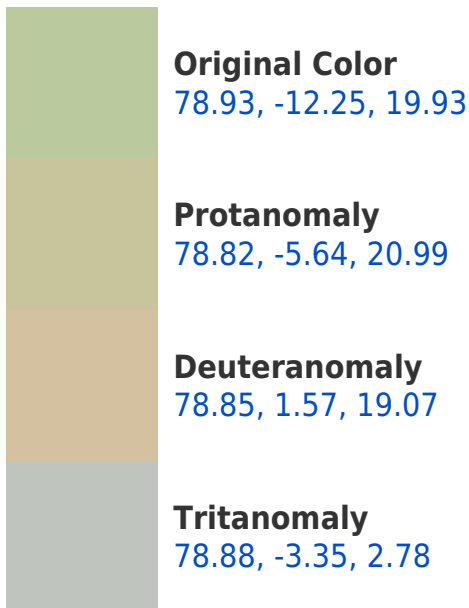 Original Color
78.93, -12.25, 19.93
Protanomaly
78.82, -5.64, 20.99
Deuteranomaly
78.85, 1.57, 19.07
Tritanomaly
78.88, -3.35, 2.78